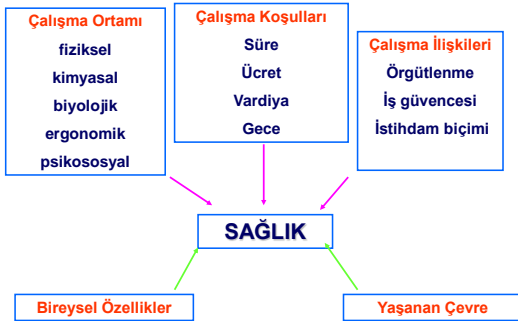 Çalışma Ortamı
fiziksel
kimyasal
biyolojik
ergonomik
psikososyal
Çalışma Koşulları
Süre
Ücret
Vardiya
Gece
Çalışma İlişkileri
Örgütlenme
İş güvencesi
İstihdam biçimi
SAĞLIK
Bireysel Özellikler
Yaşanan Çevre